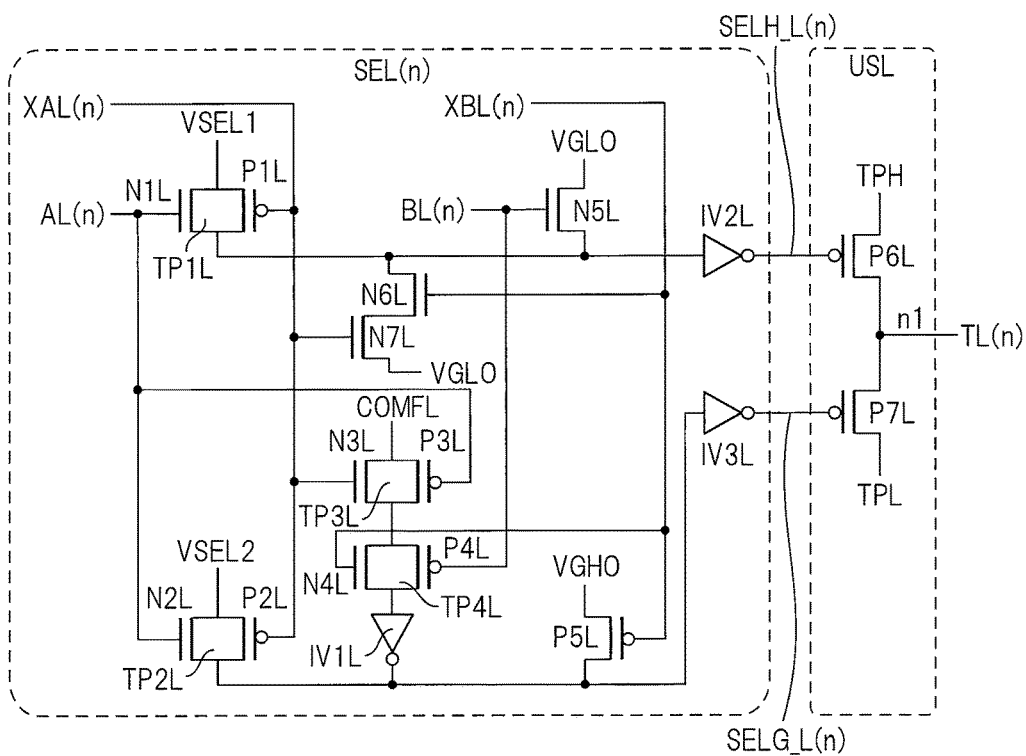 SELH_L(n)
SEL(n)
USL
XAL(n)
XBL(n)
VSEL1
VGLO
N1L
P1L
TPH
AL(n)
BL(n)
N5L
IV2L
TP1L
P6L
N6L
n1
TL(n)
N7L
VGLO
COMFL
P7L
N3L
P3L
IV3L
TP3L
TPL
VSEL2
P4L
VGHO
N4L
N2L
P2L
TP4L
P5L
IV1L
TP2L
SELG_L(n)